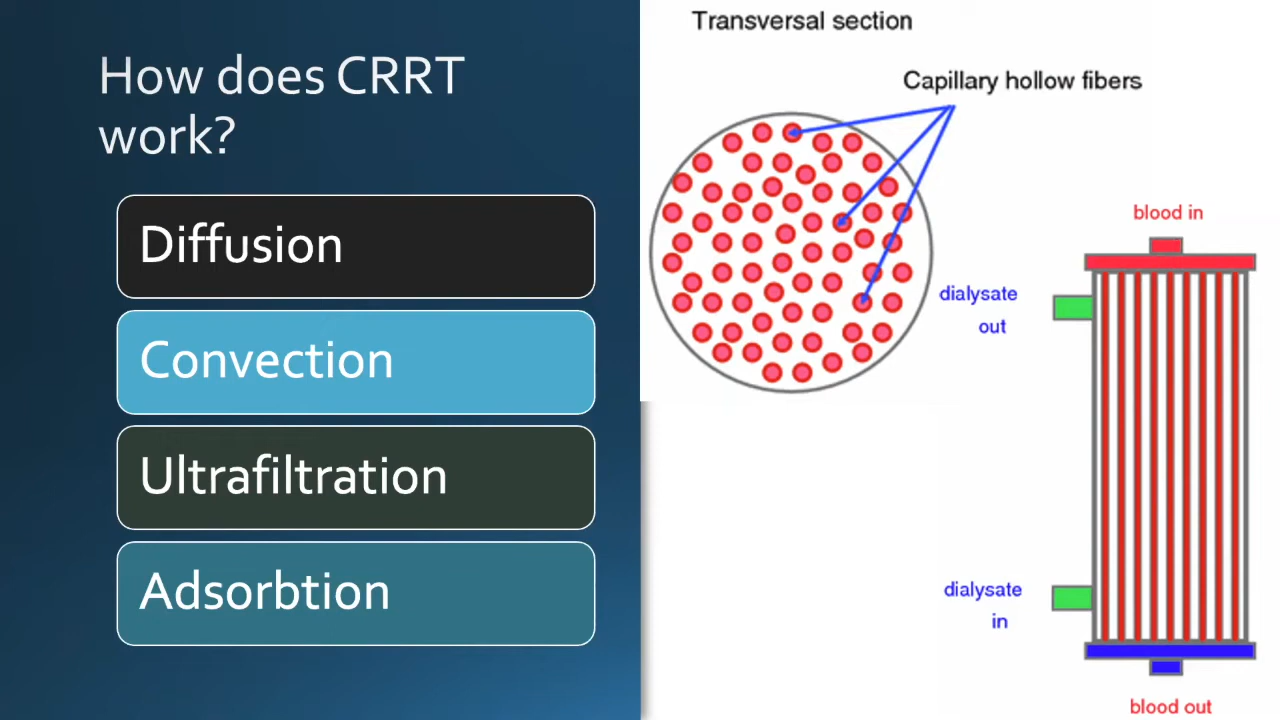 How does CRRT
work?
Diffusion
Convection
Ultrafiltration
Adsorbtion
Transversal section
Capillary hollow fibers
blood in
dialysate
out
dialysate
in
blood out